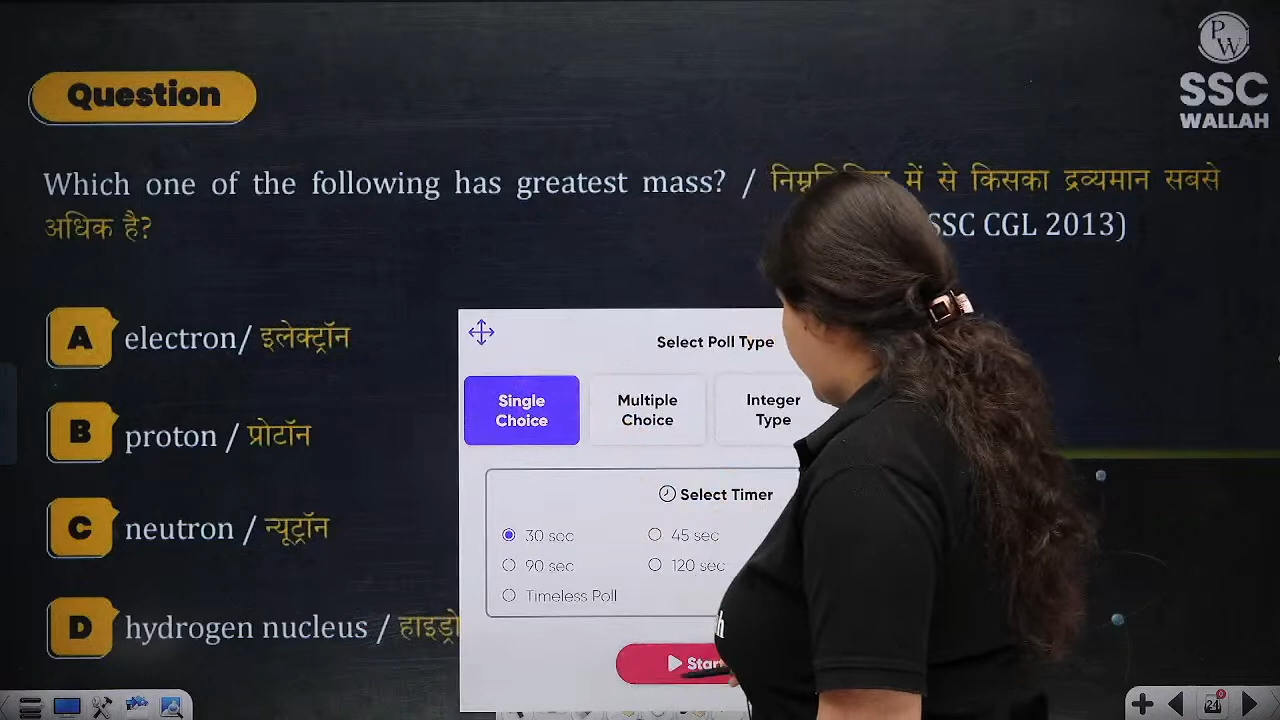 PW
SSC
WALLAH
Question
Which one of the following has greatest mass? / में से किसका द्रव्यमान सबसे
अधिक है? SSC CGL 2013)
A electron/ इलेक्ट्रॉन
B proton / प्रोटॉन
C neutron / न्यूट्रॉन
D hydrogen nucleus /
Select Poll Type
Single
Choice
Multiple
Choice
Integer
Type
Select Timer
30 sec
45 sec
90 sec
120 sec
Timeless Poll
Start
24